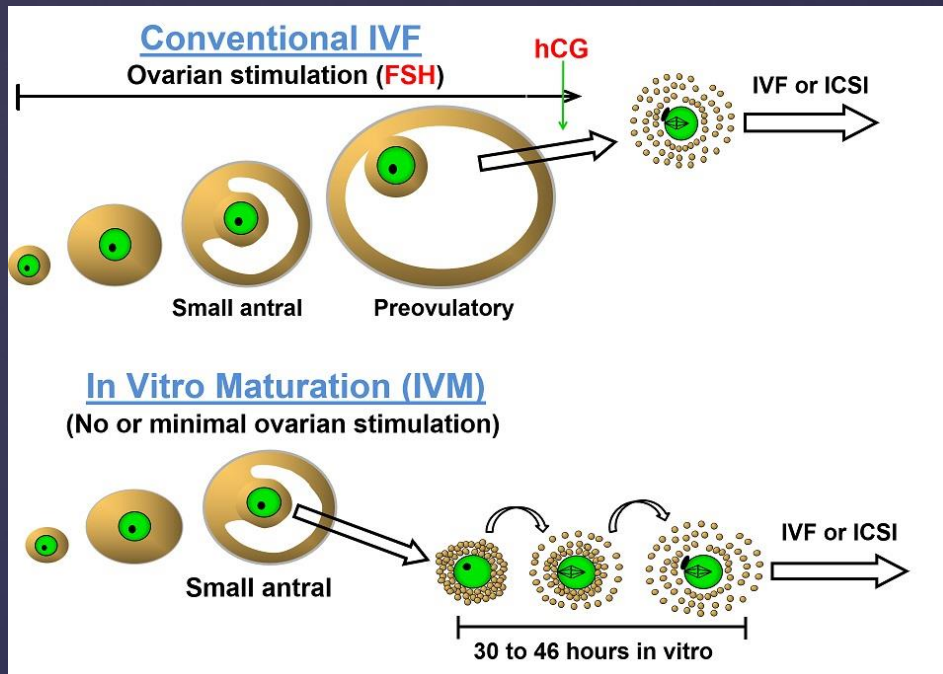 Conventional IVF
Ovarian stimulation (FSH)
hCG
IVF or ICSI
Small antral
Preovulatory
In Vitro Maturation (IVM)
(No or minimal ovarian stimulation)
Small antral
IVF or ICSI
30 to 46 hours in vitro